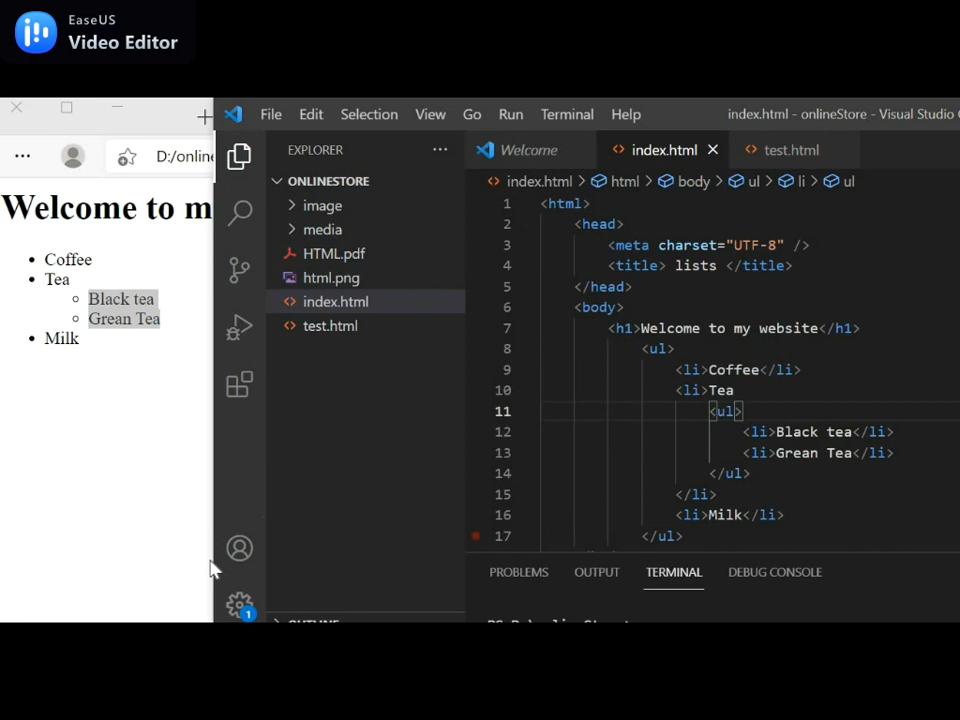 EaseUS
Video Editor
File Edit Selection View Go Run Terminal Help index.html - onlineStore - Visual Studio
D:/online
Welcome to m
Coffee
Tea
Black tea
Grean Tea
Milk
EXPLORER
ONLINESTORE
image
media
HTML.pdf
html.png
index.html
test.html
OUTLINE
1
Welcome index.html test.html
index.html > html > body > ul > li > ul
1 <html>
2 <head>
3 <meta charset="UTF-8" />
4 <title> lists </title>
5 </head>
6 <body>
7 <h1>Welcome to my website</h1>
8 <ul>
9 <li>Coffee</li>
10 <li>Tea
11 <ul>
12 <li>Black tea</li>
13 <li>Grean Tea</li>
14 </ul>
15 </li>
16 <li>Milk</li>
17 </ul>
PROBLEMS OUTPUT TERMINAL DEBUG CONSOLE